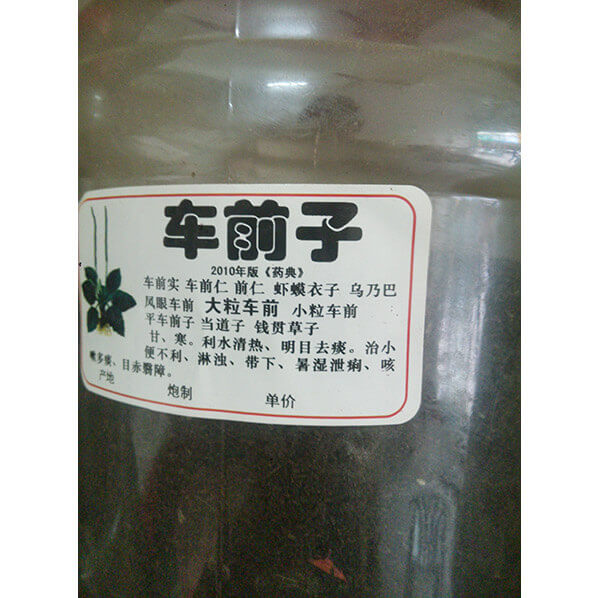 车前子
2010年版《药典》
车前实 车前仁 前仁 虾蟆衣子 乌乃巴
凤眼车前 大粒车前 小粒车前
平车前子 当道子 钱贯草子
甘、寒。利水清热、明目去痰。治小
便不利、淋浊、带下、暑湿泄痢、咳
嗽多痰、目赤翳障。
产地 炮制 单价